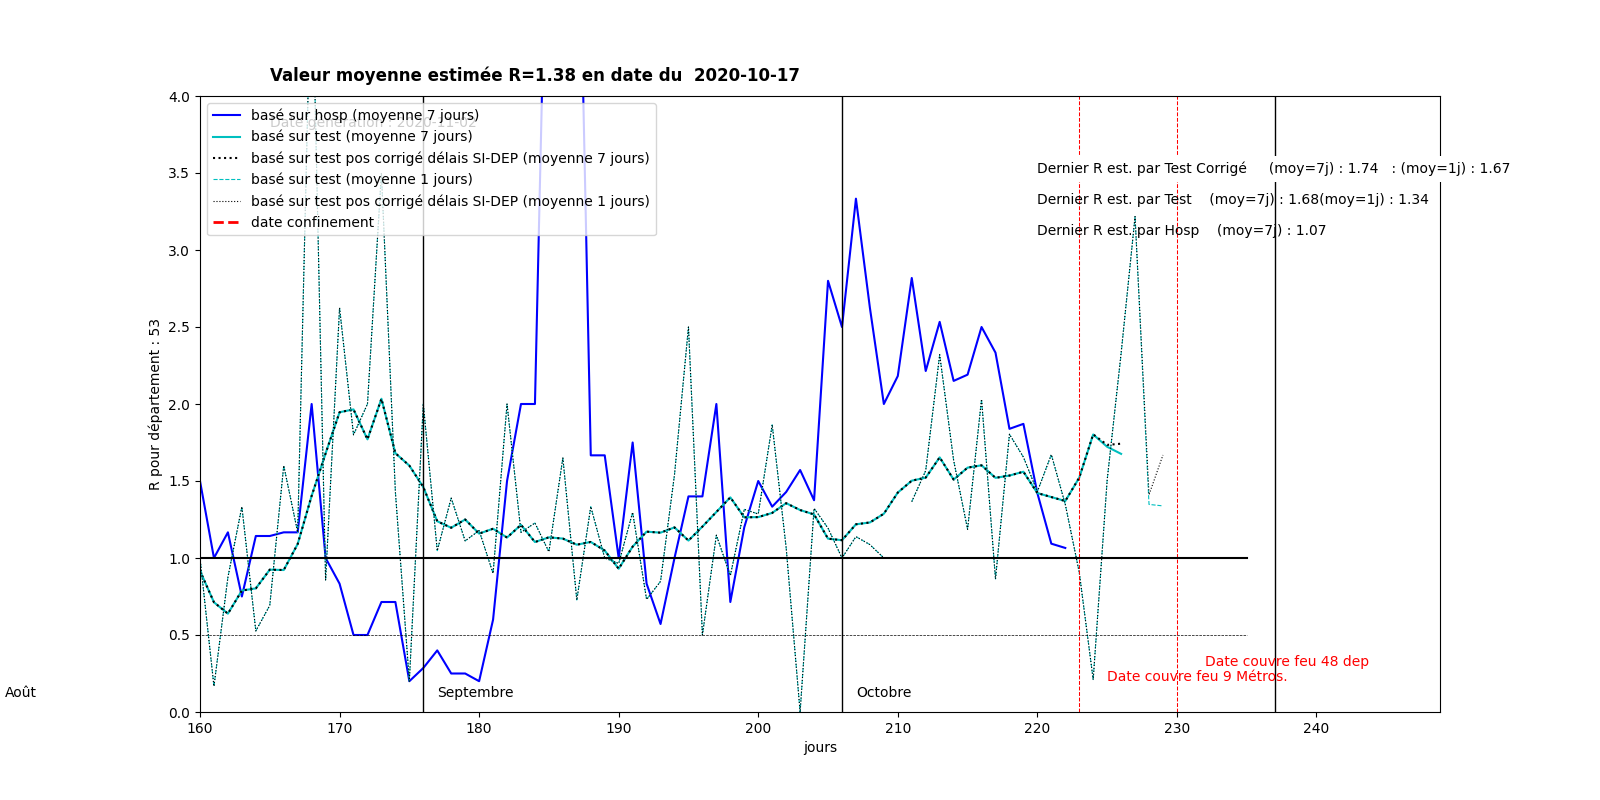 Valeur moyenne estimée R=1.38 en date du  2020-10-17
Date génération : 2020-11-02
basé sur hosp (moyenne 7 jours)
basé sur test (moyenne 7 jours)
basé sur test pos corrigé délais SI-DEP (moyenne 7 jours)
basé sur test (moyenne 1 jours)
basé sur test pos corrigé délais SI-DEP (moyenne 1 jours)
date confinement
Dernier R est. par Test Corrigé     (moy=7j) : 1.74   : (moy=1j) : 1.67
Dernier R est. par Test    (moy=7j) : 1.68(moy=1j) : 1.34
Dernier R est. par Hosp    (moy=7j) : 1.07
4.0
3.5
3.0
2.5
2.0
1.5
1.0
0.5
0.0
R pour département : 53
Date couvre feu 48 dep
Date couvre feu 9 Métros.
Août
Septembre
Octobre
160 170 180 190 200 210 220 230 240
jours